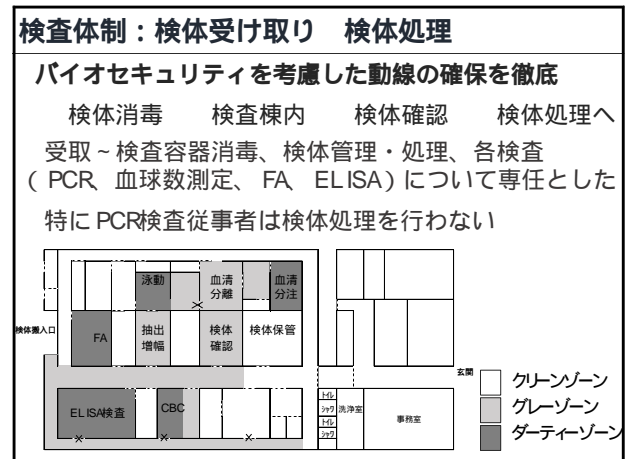 検査体制：検体受け取り　検体処理
バイオセキュリティを考慮した動線の確保を徹底
検体消毒　検査棟内　検体確認　検体処理へ
受取～検査容器消毒、検体管理・処理、各検査
（PCR、血球数測定、FA、ELISA）について専任とした
特にPCR検査従事者は検体処理を行わない
泳動　血清　血清
分離　分注
検体搬入口　FA　抽出　検体　検体保管
増幅　確認
玄関
クリーンゾーン
グレーゾーン
ダーティーゾーン
ELISA検査　CBC
トイレ
シャワ
トイレ
シャワ
洗浄室　事務室